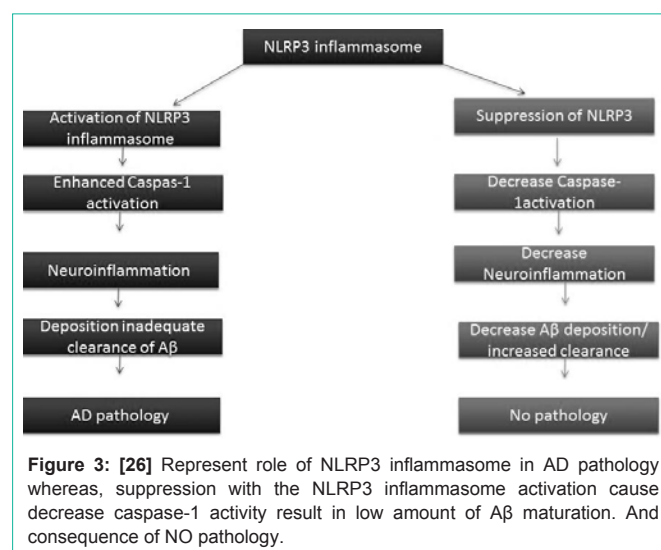 NLRP3 inflammasome
Activation of NLRP3
inflammasome
Enhanced Caspas-1
activation
Neuroinflammation
Deposition inadequate
clearance of Aβ
AD pathology
Suppression of NLRP3
Decrease Caspase-
1activation
Decrease
Neuroinflammation
Decrease Aβ deposition/
increased clearance
No pathology
Figure 3: [26] Represent role of NLRP3 inflammasome in AD pathology
whereas, suppression with the NLRP3 inflammasome activation cause
decrease caspase-1 activity result in low amount of Aβ maturation. And
consequence of NO pathology.